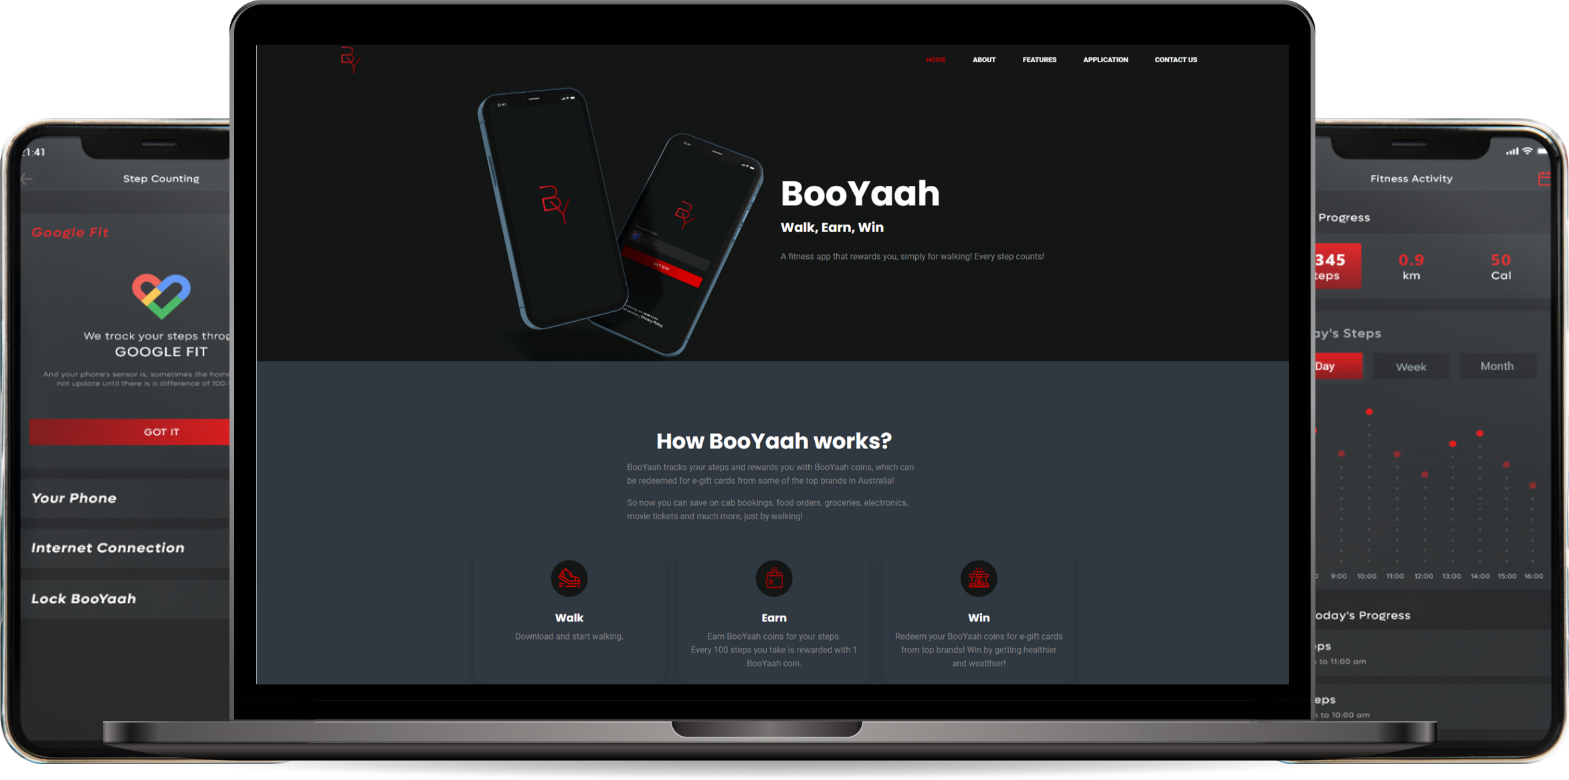 21:41
Step Counting
Google Fit
We track your steps throu
GOOGLE FIT
And your phone's sensor is, sometimes the home
not update until there is a difference of 100-
GOT IT
Your Phone
Internet Connection
Lock BooYaah
BY
HOME
ABOUT
FEATURES
APPLICATION
CONTACT US
BY
BY
Privacy Policy
BooYaah
Walk, Earn, Win
A fitness app that rewards you, simply for walking! Every step counts!
How BooYaah works?
BooYaah tracks your steps and rewards you with BooYaah coins, which can
be redeemed for e-gift cards from some of the top brands in Australia!
So now you can save on cab bookings, food orders, groceries, electronics,
movie tickets and much more, just by walking!
Walk
Download and start walking.
Earn
Earn BooYaah coins for your steps.
Every 100 steps you take is rewarded with 1
BooYaah coin.
Win
Redeem your BooYaah coins for e-gift cards
from top brands! Win by getting healthier
and wealthier!
Fitness Activity
Progress
345
teps
0.9
km
50
Cal
ay's Steps
Day
Week
Month
0 9:00 10:00 11:00 12:00 13:00 14:00 15:00 16:00
oday's Progress
ps
to 11:00 am
eps
to 10:00 am